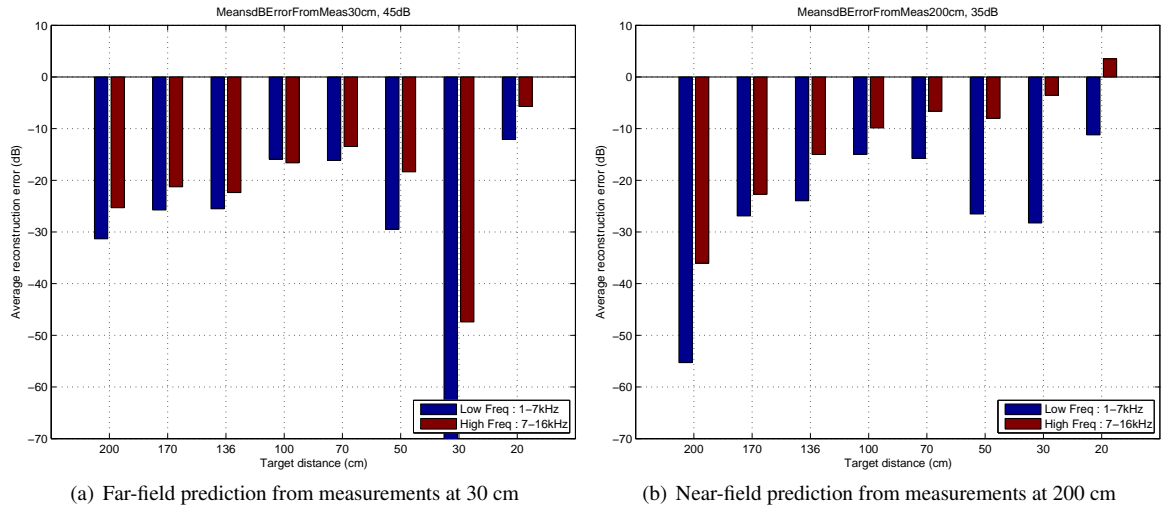 MeansdBErrorFromMeas30cm, 45dB
10
0
−10
−20
−30
−40
−50
−60
−70
Average reconstruction error (dB)
Low Freq : 1−7kHz
High Freq : 7−16kHz
200 170 136 100 70 50 30 20
Target distance (cm)
(a) Far-field prediction from measurements at 30 cm
MeansdBErrorFromMeas200cm, 35dB
10
0
−10
−20
−30
−40
−50
−60
−70
Average reconstruction error (dB)
Low Freq : 1−7kHz
High Freq : 7−16kHz
200 170 136 100 70 50 30 20
Target distance (cm)
(b) Near-field prediction from measurements at 200 cm